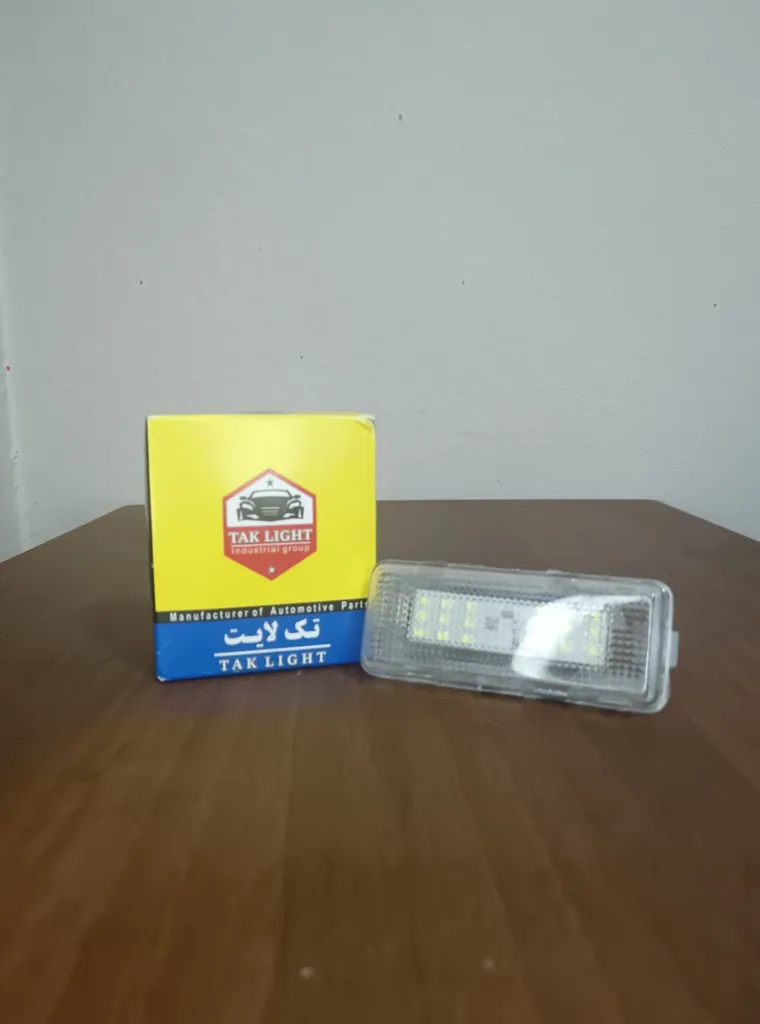 TAK LIGHT
Industrial group
Manufacturer of Automotive Parts
تک لایت
TAK LIGHT